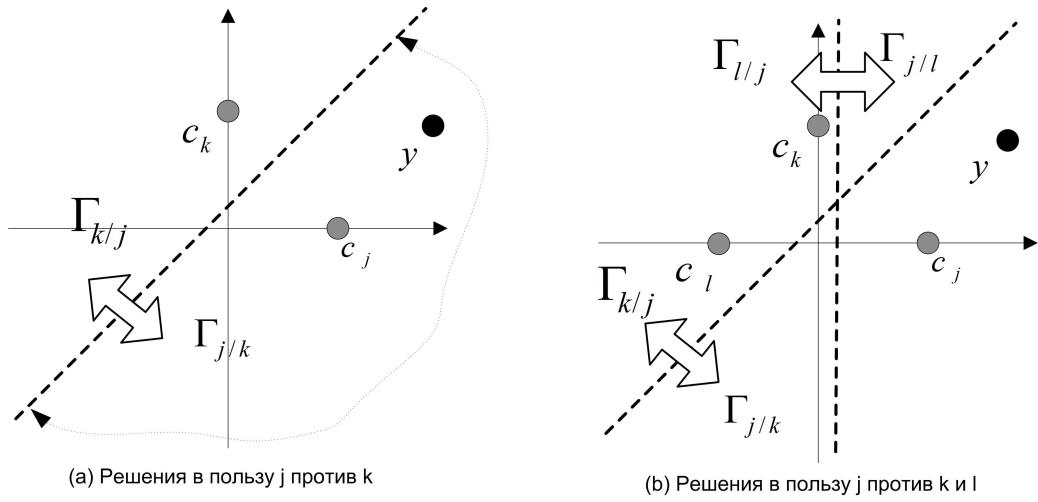 c_k
y
Γ_{k/j}
c_j
Γ_{j/k}
(a) Решения в пользу j против k
Γ_{l/j}
Γ_{j/l}
c_k
y
c_l
c_j
Γ_{k/j}
Γ_{j/k}
(b) Решения в пользу j против k и l